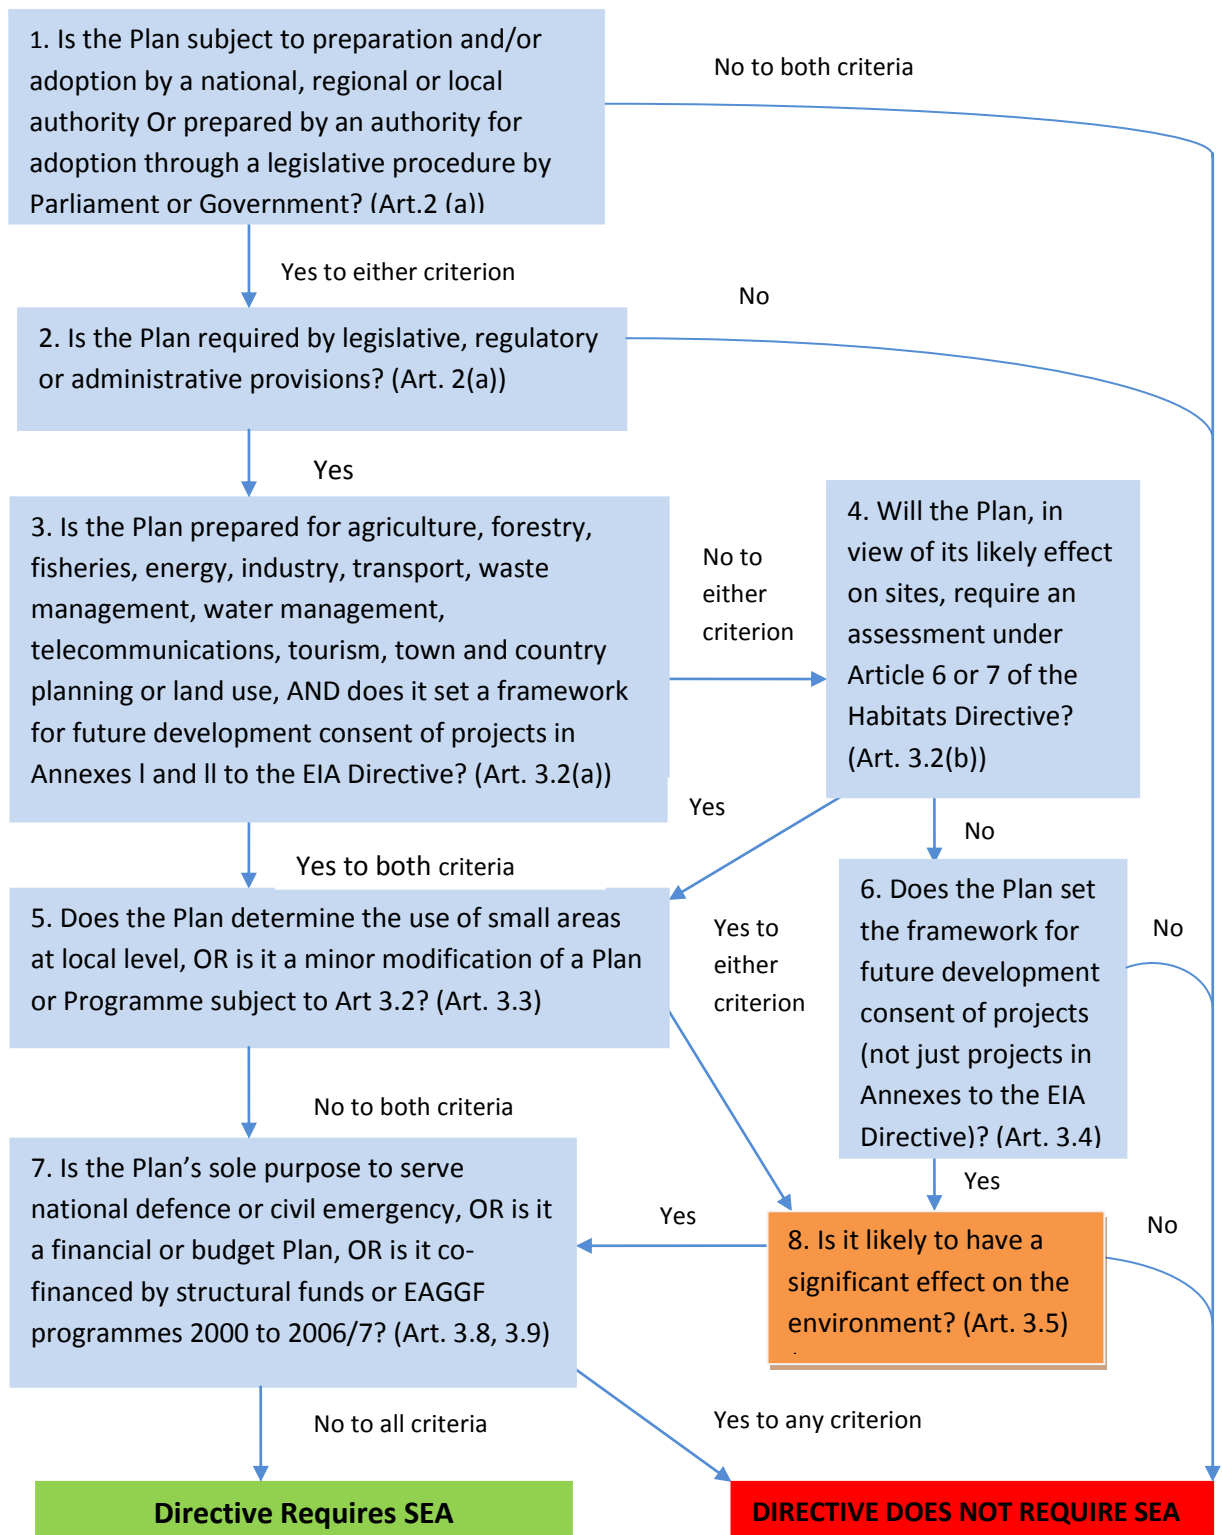 1. Is the Plan subject to preparation and/or
adoption by a national, regional or local
authority Or prepared by an authority for
adoption through a legislative procedure by
Parliament or Government? (Art.2 (a))
No to both criteria
Yes to either criterion
No
2. Is the Plan required by legislative, regulatory
or administrative provisions? (Art. 2(a))
Yes
3. Is the Plan prepared for agriculture, forestry,
fisheries, energy, industry, transport, waste
management, water management,
telecommunications, tourism, town and country
planning or land use, AND does it set a framework
for future development consent of projects in
Annexes l and ll to the EIA Directive? (Art. 3.2(a))
No to
either
criterion
4. Will the Plan, in
view of its likely effect
on sites, require an
assessment under
Article 6 or 7 of the
Habitats Directive?
(Art. 3.2(b))
Yes
No
Yes to both criteria
5. Does the Plan determine the use of small areas
at local level, OR is it a minor modification of a Plan
or Programme subject to Art 3.2? (Art. 3.3)
Yes to
either
criterion
6. Does the Plan set
the framework for
future development
consent of projects
(not just projects in
Annexes to the EIA
Directive)? (Art. 3.4)
No
No to both criteria
Yes
7. Is the Plan’s sole purpose to serve
national defence or civil emergency, OR is it
a financial or budget Plan, OR is it co-
financed by structural funds or EAGGF
programmes 2000 to 2006/7? (Art. 3.8, 3.9)
Yes
8. Is it likely to have a
significant effect on the
environment? (Art. 3.5)
No
No to all criteria
Yes to any criterion
Directive Requires SEA
DIRECTIVE DOES NOT REQUIRE SEA